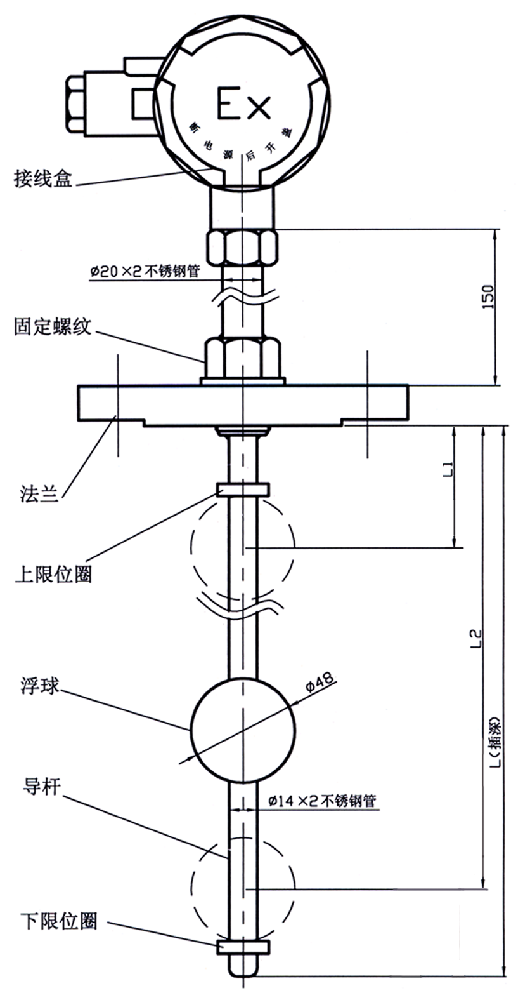 Ex
断电源后开盖
接线盒
Ø20×2不锈钢管
150
固定螺纹
L1
法兰
上限位圈
L2
浮球
Ø48
L(插深)
导杆
Ø14×2不锈钢管
下限位圈